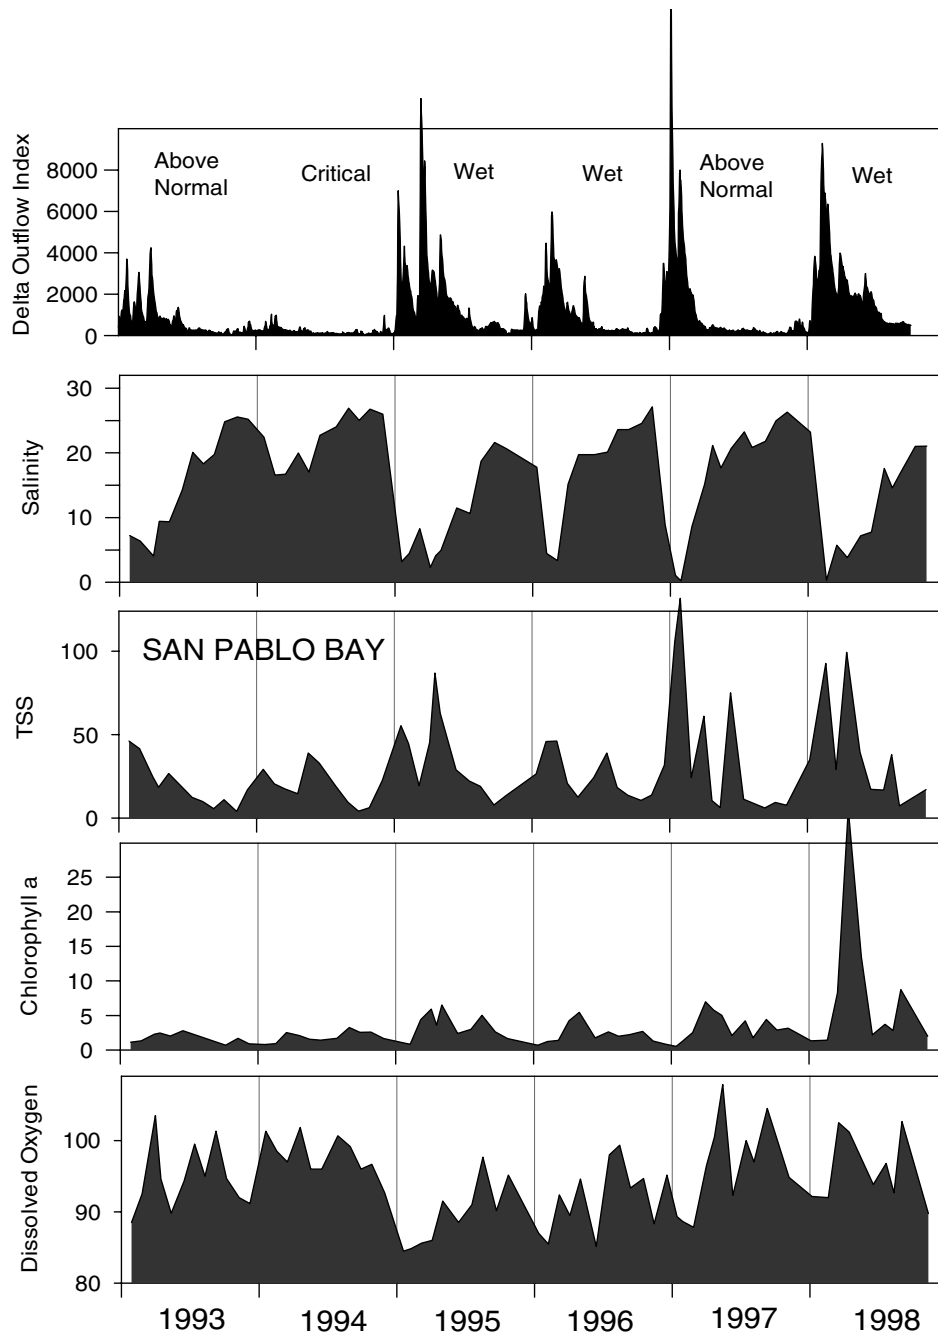 Delta Outflow Index
8000
6000
4000
2000
0
Above
Normal
Critical
Wet
Wet
Above
Normal
Wet
Salinity
30
20
10
0
TSS
100
50
0
SAN PABLO BAY
Chlorophyll a
25
20
15
10
5
0
Dissolved Oxygen
100
90
80
1993
1994
1995
1996
1997
1998